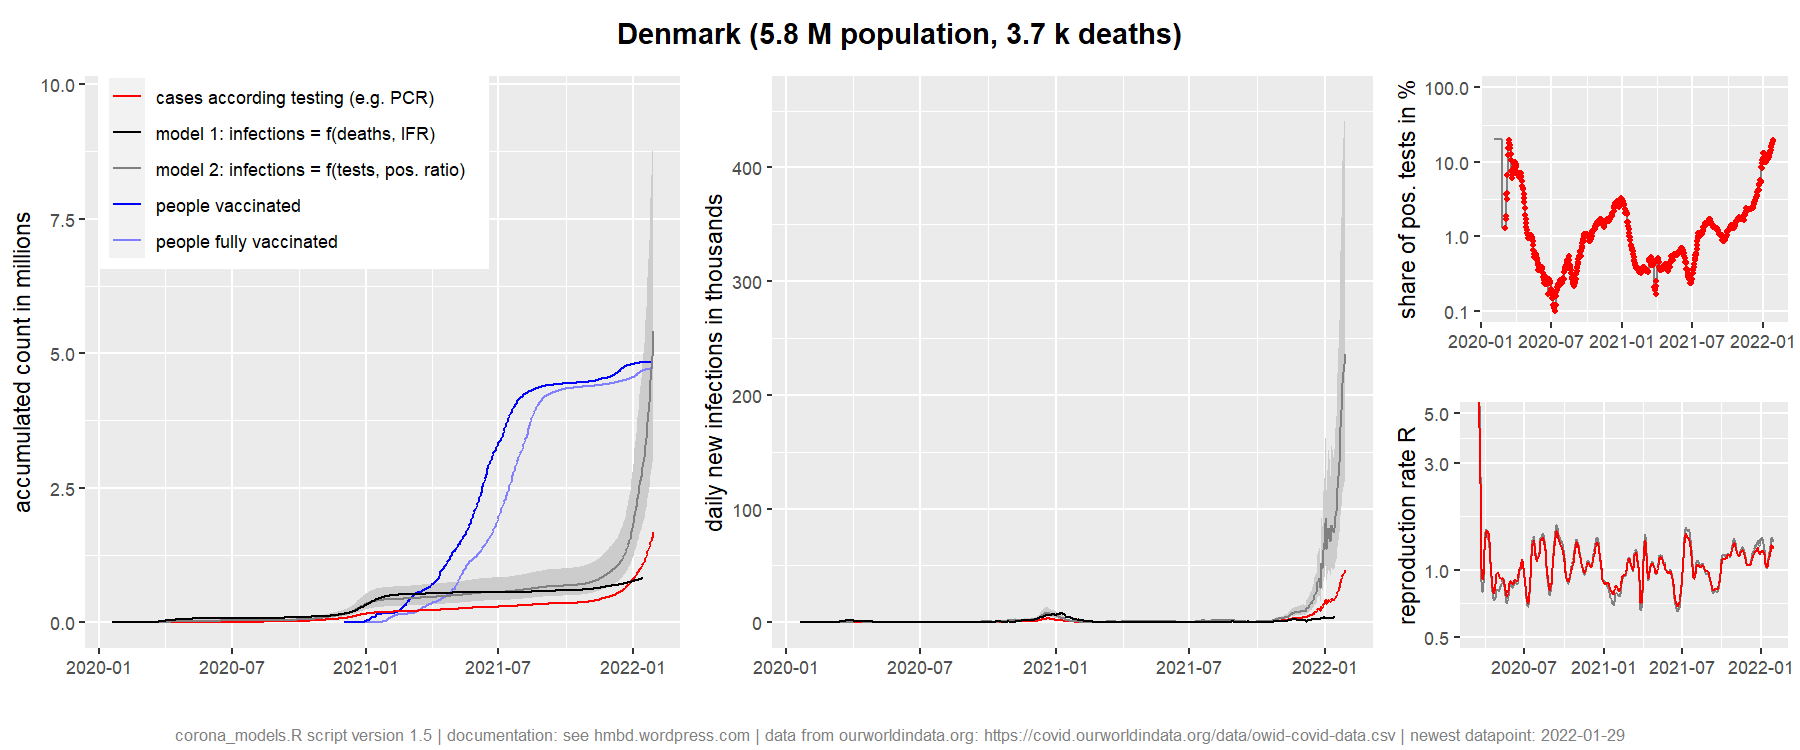 Denmark (5.8 M population, 3.7 k deaths)
accumulated count in millions
10.0
7.5
5.0
2.5
0.0
cases according testing (e.g. PCR)
model 1: infections = f(deaths, IFR)
model 2: infections = f(tests, pos. ratio)
people vaccinated
people fully vaccinated
2020-01 2020-07 2021-01 2021-07 2022-01
daily new infections in thousands
400
300
200
100
0
2020-01 2020-07 2021-01 2021-07 2022-01
share of pos. tests in %
100.0
10.0
1.0
0.1
2020-01 2020-07 2021-01 2021-07 2022-01
reproduction rate R
5.0
3.0
1.0
0.5
2020-07 2021-01 2021-07 2022-01
corona_models.R script version 1.5 | documentation: see hmbd.wordpress.com | data from ourworldindata.org: https://covid.ourworldindata.org/data/owid-covid-data.csv | newest datapoint: 2022-01-29